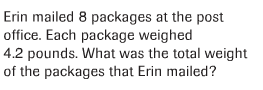 Erin mailed 8 packages at the post
office. Each package weighed
4.2 pounds. What was the total weight
of the packages that Erin mailed?